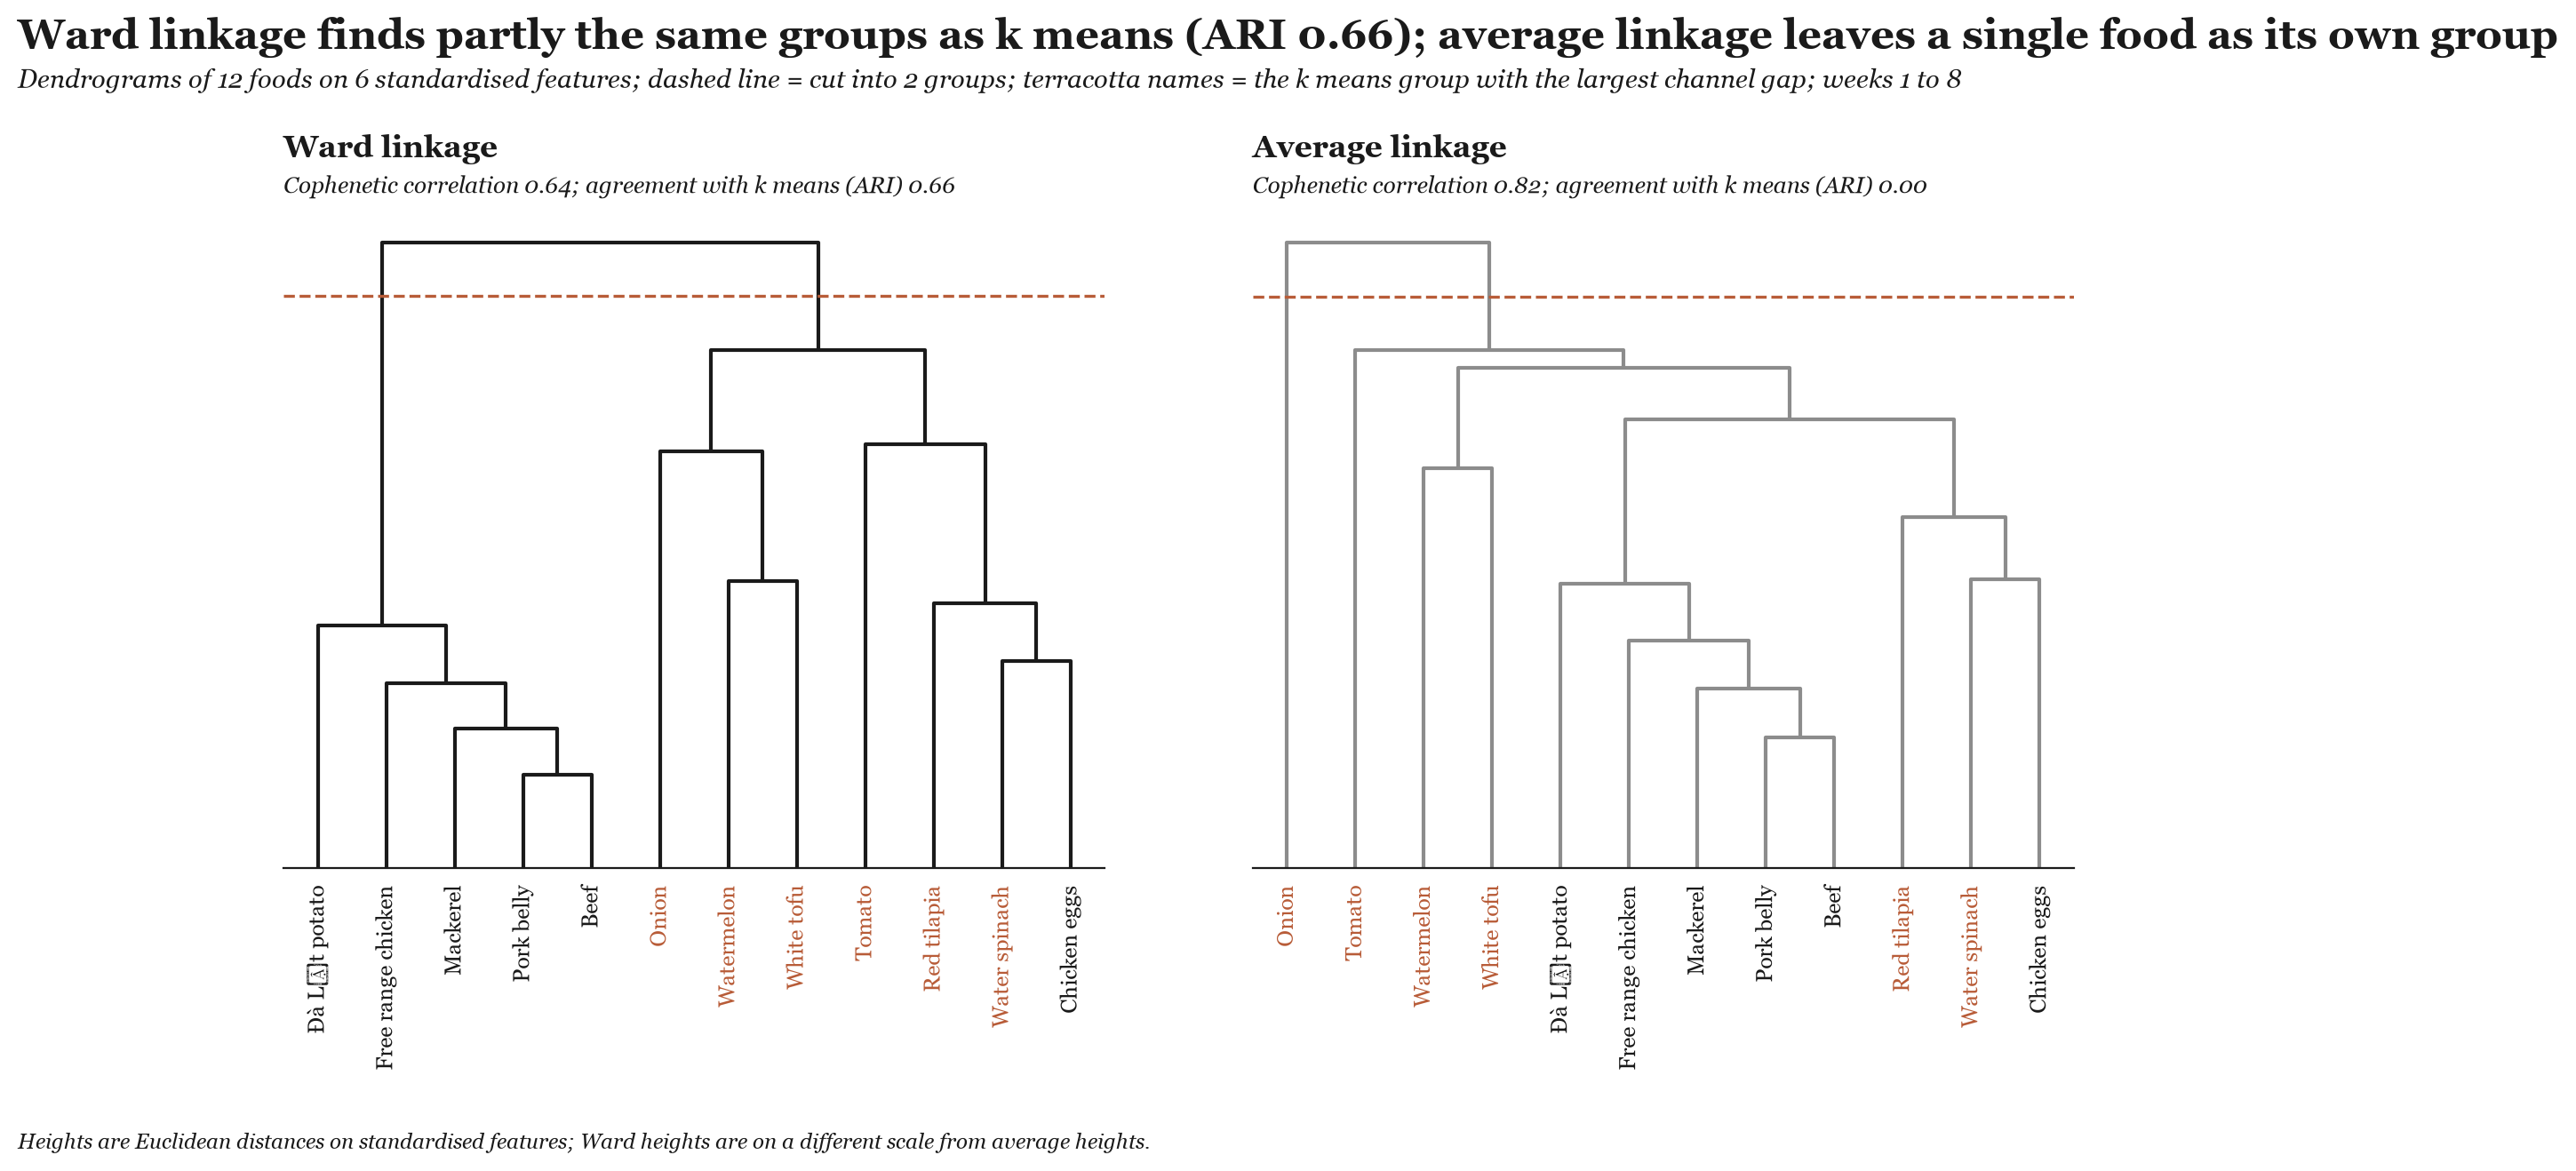 Ward linkage finds partly the same groups as k means (ARI 0.66); average linkage leaves a single food as its own group
Dendrograms of 12 foods on 6 standardised features; dashed line = cut into 2 groups; terracotta names = the k means group with the largest channel gap; weeks 1 to 8
Ward linkage
Cophenetic correlation 0.64; agreement with k means (ARI) 0.66
Đà L t potato
Free range chicken
Mackerel
Pork belly
Beef
Onion
Watermelon
White tofu
Tomato
Red tilapia
Water spinach
Chicken eggs
Average linkage
Cophenetic correlation 0.82; agreement with k means (ARI) 0.00
Onion
Tomato
Watermelon
White tofu
Đà L t potato
Free range chicken
Mackerel
Pork belly
Beef
Red tilapia
Water spinach
Chicken eggs
Heights are Euclidean distances on standardised features; Ward heights are on a different scale from average heights.